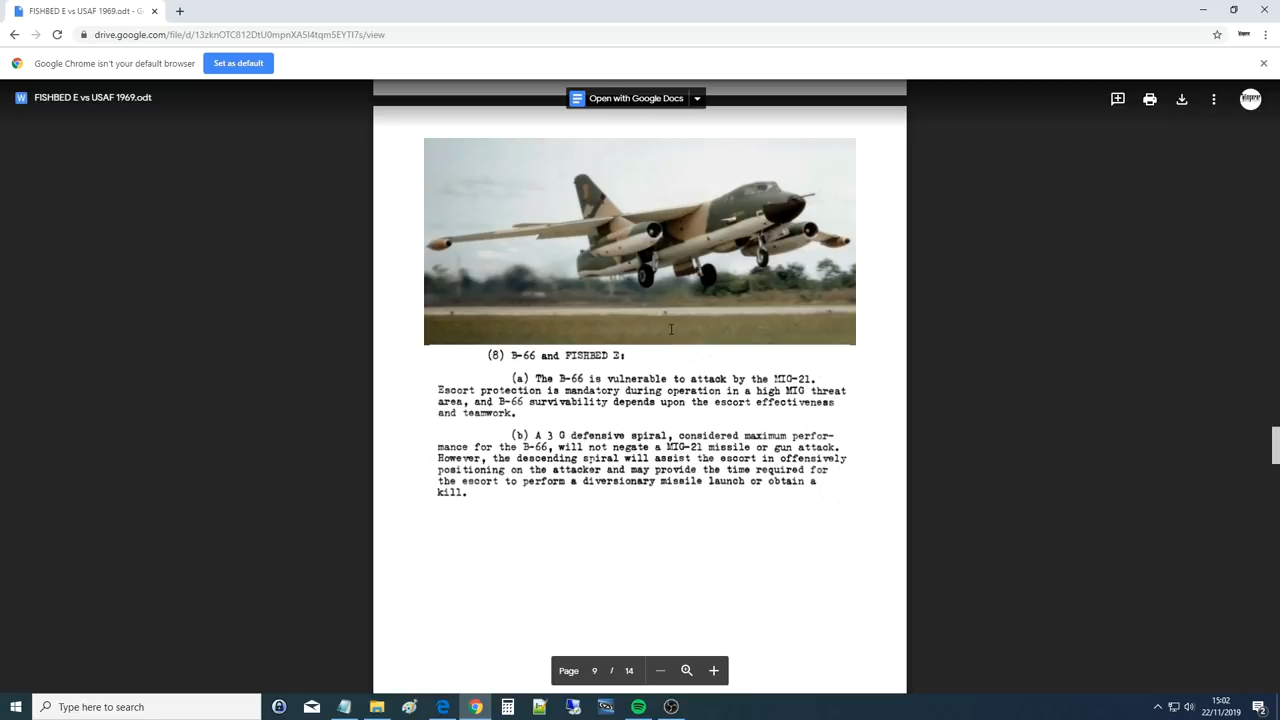 FISHBED E vs USAF 1969.odt - G
drive.google.com/file/d/13zknOTC812DtU0mpnXA5I4tqm5EYTI7s/view
Google Chrome isn't your default browser
Set as default
FISHBED E vs USAF 1969.odt
Open with Google Docs
(8) B-66 and FISHBED E:
(a) The B-66 is vulnerable to attack by the MIG-21.
Escort protection is mandatory during operation in a high MIG threat
area, and B-66 survivability depends upon the escort effectiveness
and teamwork.
(b) A 3 G defensive spiral, considered maximum perfor-
mance for the B-66, will not negate a MIG-21 missile or gun attack.
However, the descending spiral will assist the escort in offensively
positioning on the attacker and may provide the time required for
the escort to perform a diversionary missile launch or obtain a
kill.
Page 9 / 14
Type here to search
15:02
22/11/2019
2